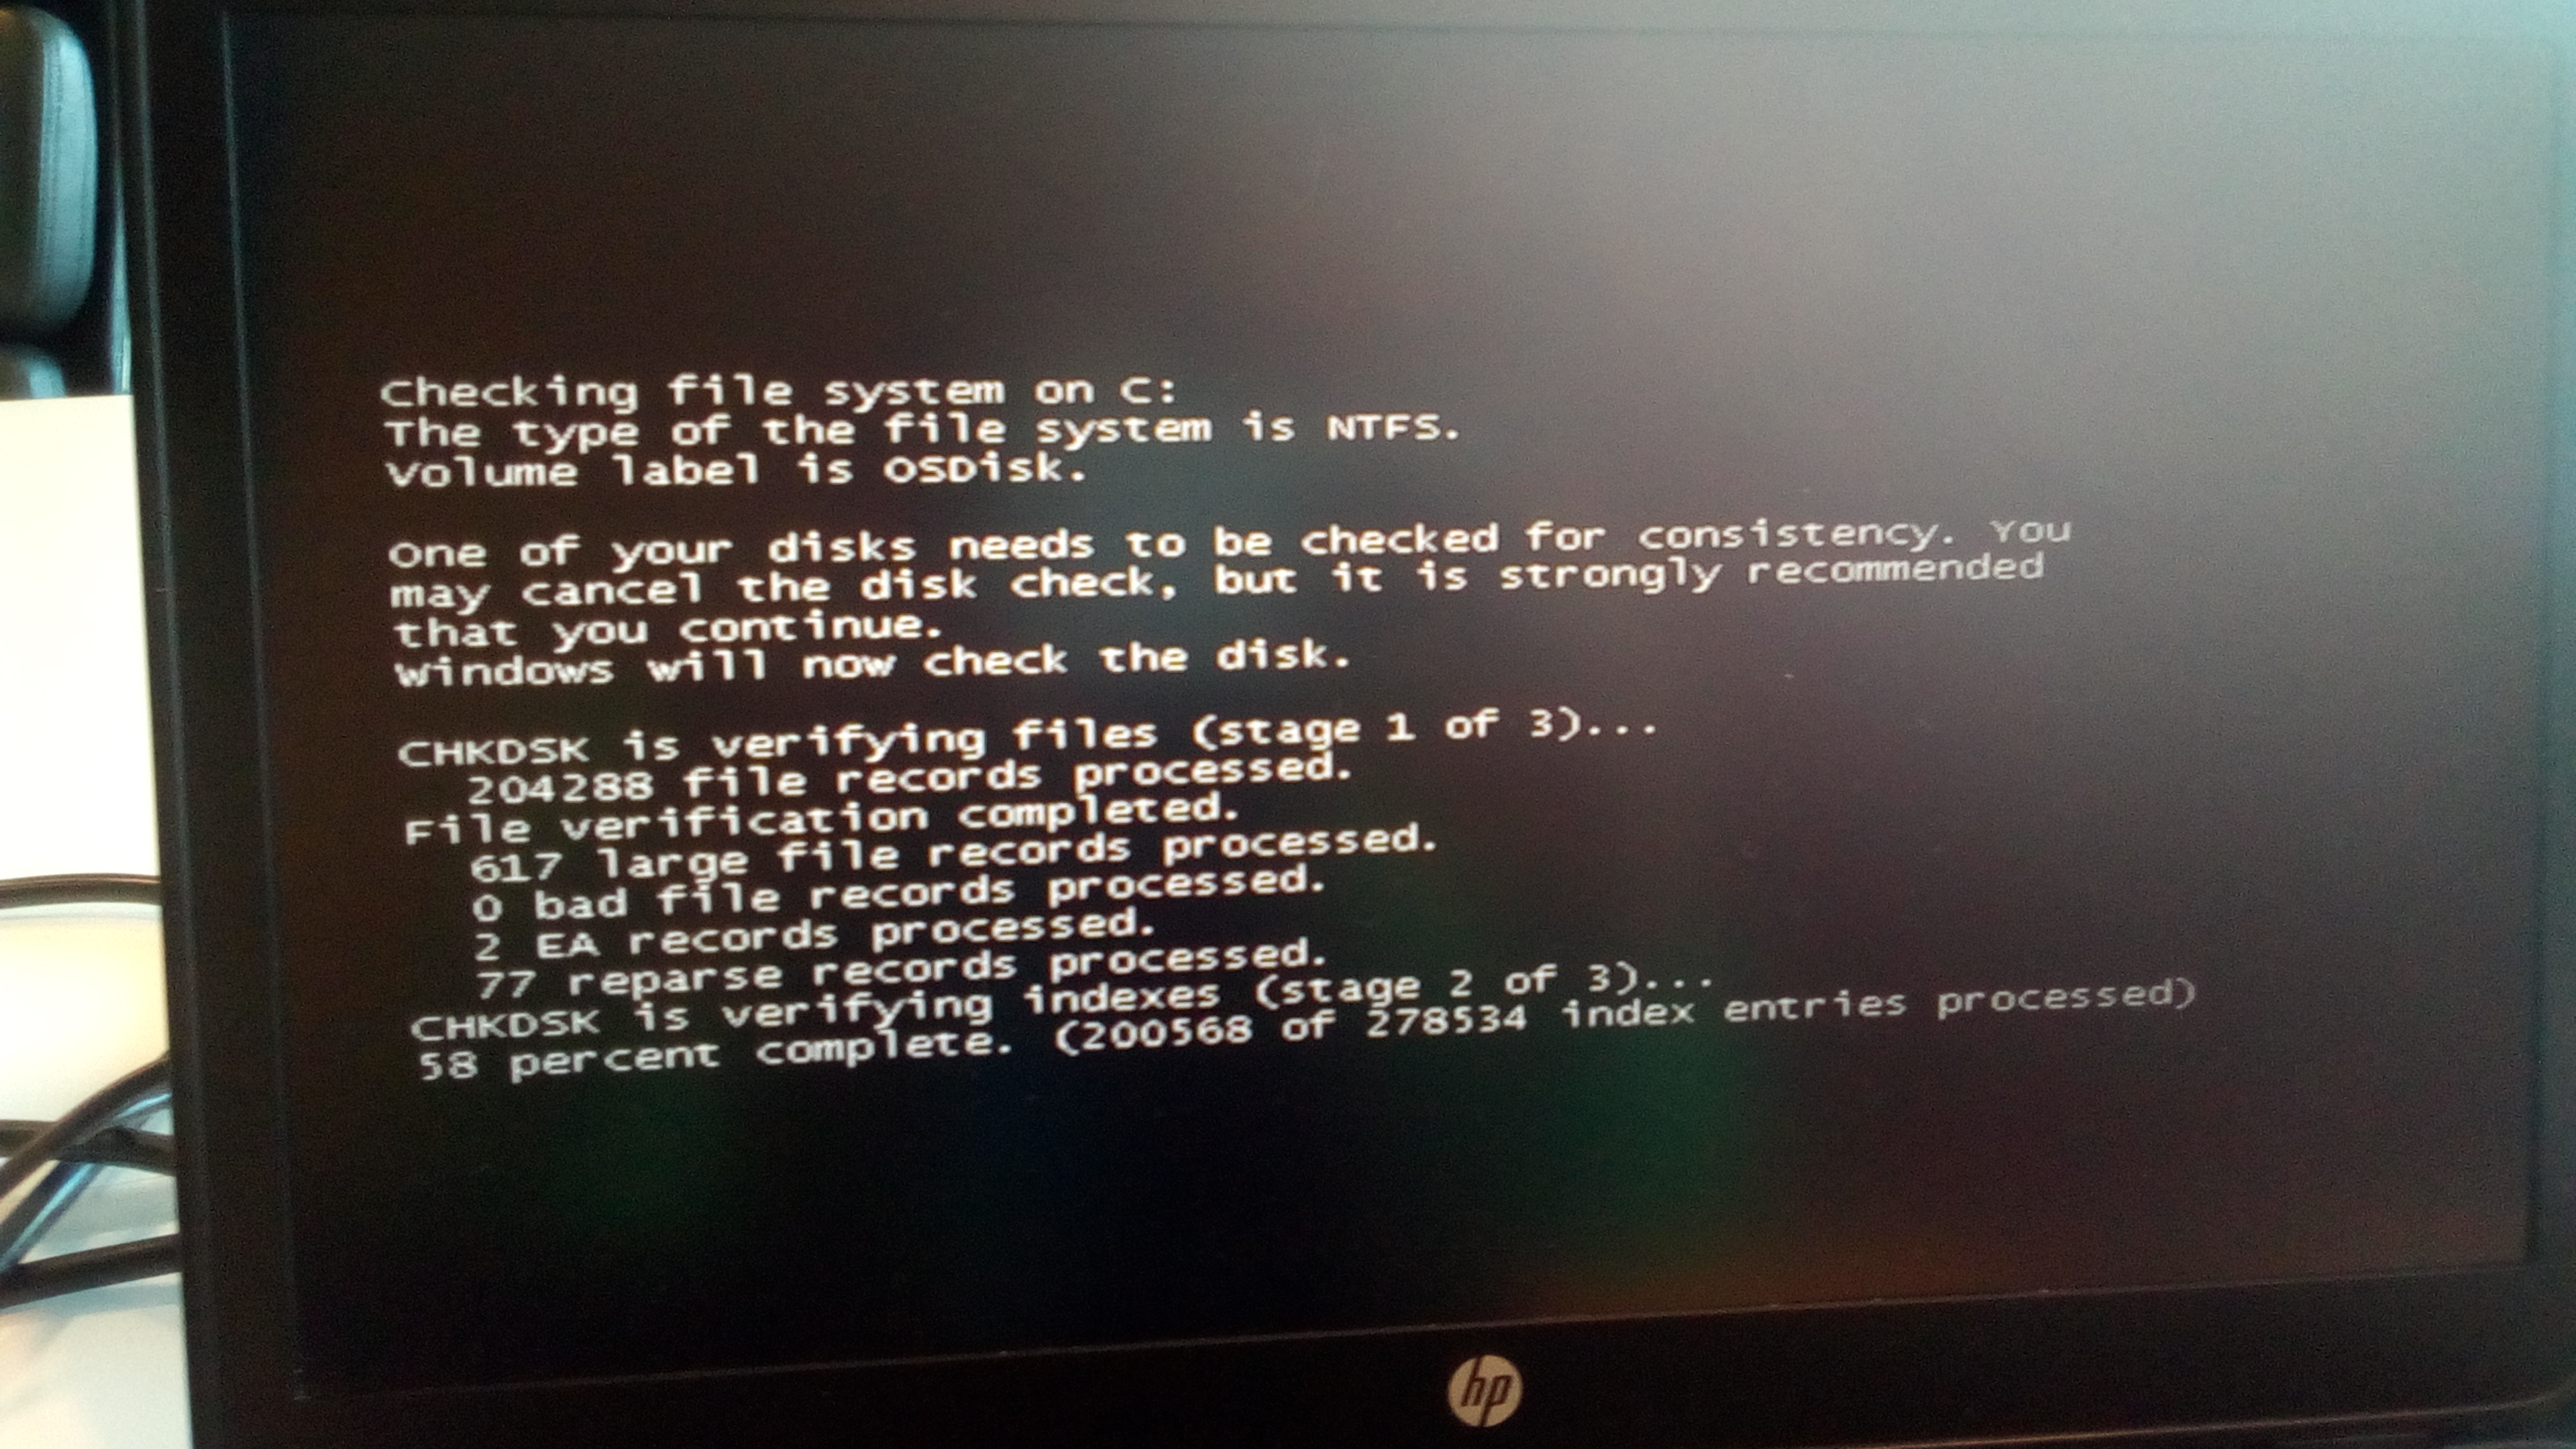 Checking file system on C:
The type of the file system is NTFS.
Volume label is OSDisk.
One of your disks needs to be checked for consistency. You
may cancel the disk check, but it is strongly recommended
that you continue.
Windows will now check the disk.
CHKDSK is verifying files (stage 1 of 3)...
204288 file records processed.
File verification completed.
617 large file records processed.
0 bad file records processed.
2 EA records processed.
77 reparse records processed.
CHKDSK is verifying indexes (stage 2 of 3)...
58 percent complete. (200568 of 278534 index entries processed)
hp